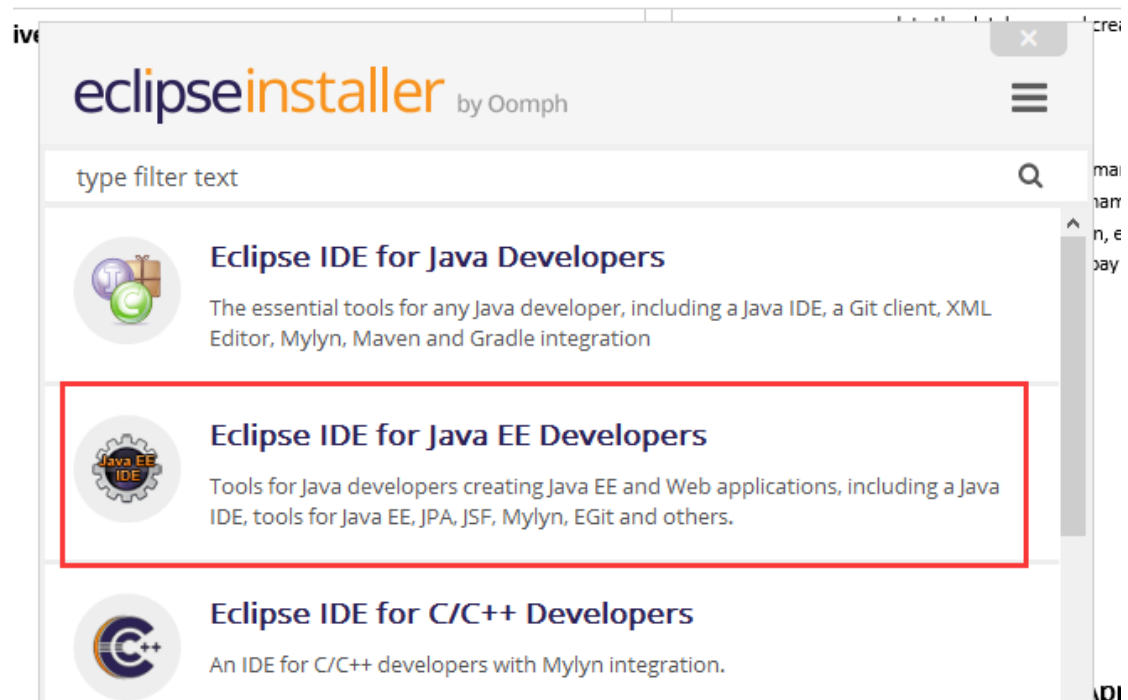 eclipseinstaller by Oomph
type filter text
Eclipse IDE for Java Developers
The essential tools for any Java developer, including a Java IDE, a Git client, XML
Editor, Mylyn, Maven and Gradle integration
Java EE
IDE
Eclipse IDE for Java EE Developers
Tools for Java developers creating Java EE and Web applications, including a Java
IDE, tools for Java EE, JPA, JSF, Mylyn, EGit and others.
Eclipse IDE for C/C++ Developers
An IDE for C/C++ developers with Mylyn integration.